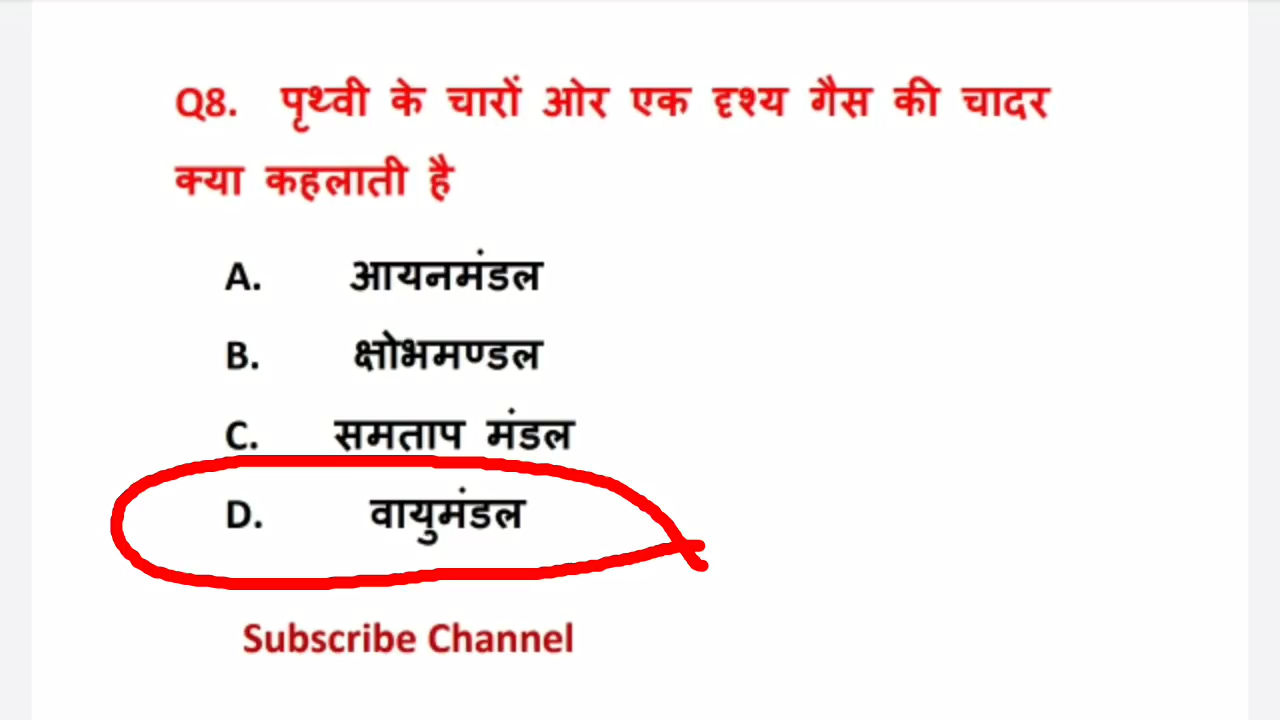 Q8. पृथ्वी के चारों ओर एक दृश्य गैस की चादर
क्या कहलाती है
A. आयनमंडल
B. क्षोभमण्डल
C. समताप मंडल
D. वायुमंडल
Subscribe Channel